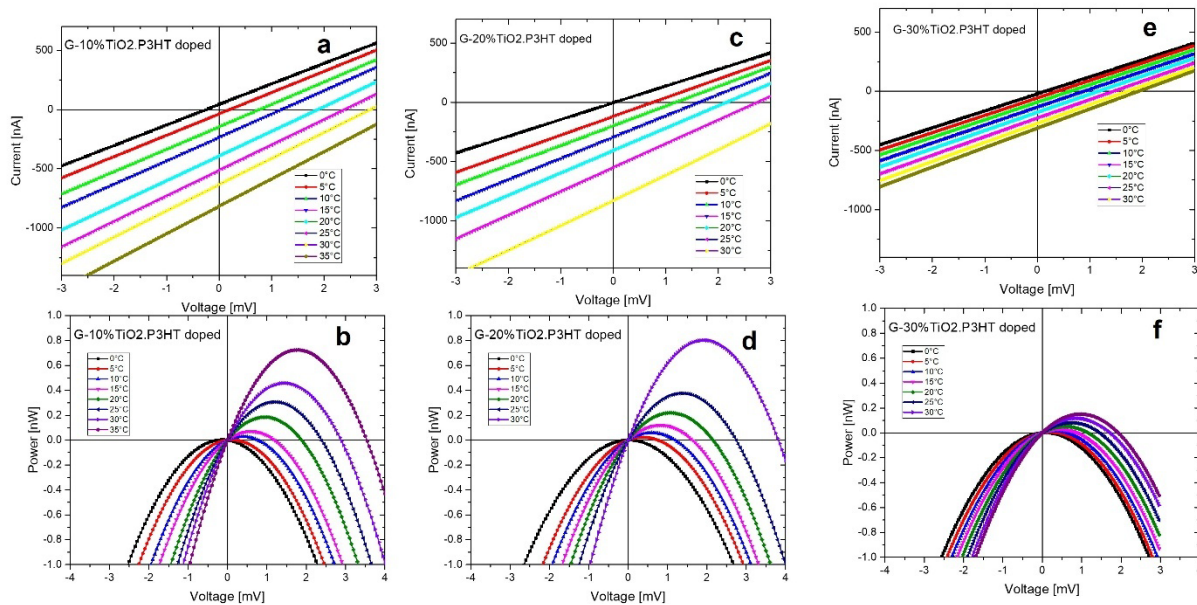 G-10%TiO2.P3HT doped
a
500
0
-500
-1000
Current [nA]
0°C
5°C
10°C
15°C
20°C
25°C
30°C
35°C
-3 -2 -1 0 1 2 3
Voltage [mV]
G-20%TiO2.P3HT doped
c
500
0
-500
-1000
Current [nA]
0°C
5°C
10°C
15°C
20°C
25°C
30°C
-3 -2 -1 0 1 2 3
Voltage [mV]
G-30%TiO2.P3HT doped
e
500
0
-500
-1000
Current [nA]
0°C
5°C
10°C
15°C
20°C
25°C
30°C
-3 -2 -1 0 1 2 3
Voltage [mV]
G-10%TiO2.P3HT doped
b
1.0
0.8
0.6
0.4
0.2
0.0
-0.2
-0.4
-0.6
-0.8
-1.0
Power [nW]
0°C
5°C
10°C
15°C
20°C
25°C
30°C
35°C
-4 -3 -2 -1 0 1 2 3 4
Voltage [mV]
G-20%TiO2.P3HT doped
d
1.0
0.8
0.6
0.4
0.2
0.0
-0.2
-0.4
-0.6
-0.8
-1.0
Power [nW]
0°C
5°C
10°C
15°C
20°C
25°C
30°C
-4 -3 -2 -1 0 1 2 3 4
Voltage [mV]
G-30%TiO2.P3HT doped
f
1.0
0.8
0.6
0.4
0.2
0.0
-0.2
-0.4
-0.6
-0.8
-1.0
Power [nW]
0°C
5°C
10°C
15°C
20°C
25°C
30°C
-4 -3 -2 -1 0 1 2 3 4
Voltage [mV]